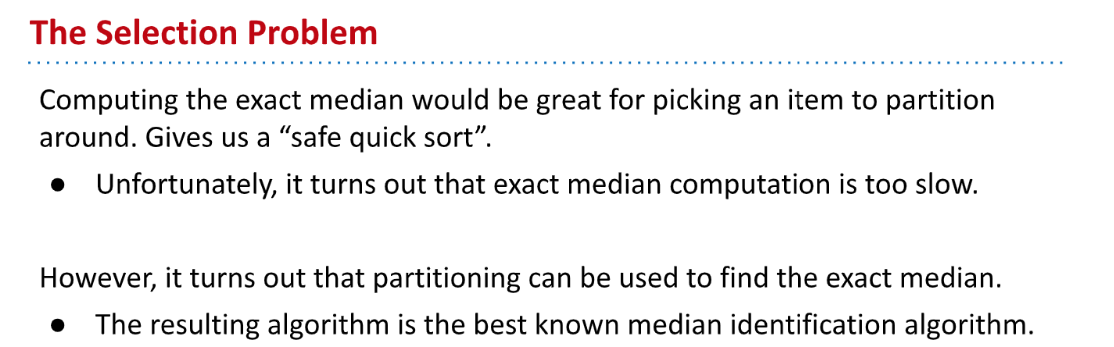 The Selection Problem
Computing the exact median would be great for picking an item to partition
around. Gives us a “safe quick sort”.
● Unfortunately, it turns out that exact median computation is too slow.
However, it turns out that partitioning can be used to find the exact median.
● The resulting algorithm is the best known median identification algorithm.